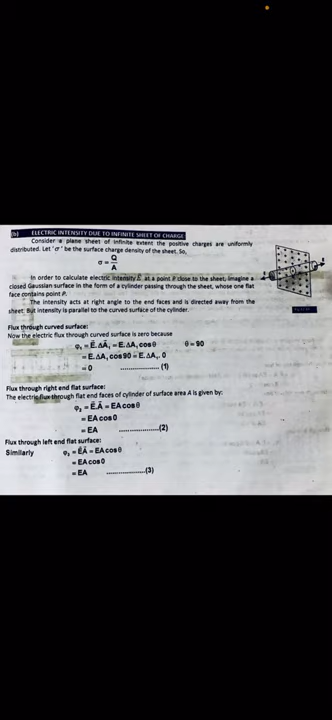 (b) ELECTRIC INTENSITY DUE TO INFINITE SHEET OF CHARGE
Consider a plane sheet of infinite extent the positive charges are uniformly
distributed. Let 'σ' be the surface charge density of the sheet. So,
σ = Q/A
In order to calculate electric intensity E⃗ at a point P close to the sheet, imagine a
closed Gaussian surface in the form of a cylinder passing through the sheet, whose one flat
face contains point P.
The intensity acts at right angle to the end faces and is directed away from the
sheet. But intensity is parallel to the curved surface of the cylinder.
Flux through curved surface:
Now the electric flux through curved surface is zero because
φ₁ = E⃗.ΔA⃗₁ = E.ΔA₁ cosθ θ = 90
= E.ΔA₁ cos90 = E.ΔA₁. 0
= 0 .................... (1)
Flux through right end flat surface:
The electric flux through flat end faces of cylinder of surface area A is given by:
φ₂ = E⃗.A⃗ = EA cosθ
= EA cos0
= EA ....................(2)
Flux through left end flat surface:
Similarly φ₃ = E⃗A⃗ = EA cosθ
= EA cos0
= EA ....................(3)